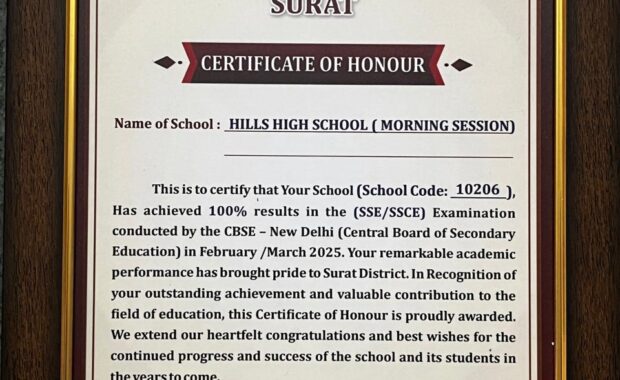 SURAT
CERTIFICATE OF HONOUR
Name of School : HILLS HIGH SCHOOL ( MORNING SESSION)
This is to certify that Your School (School Code: 10206 ),
Has achieved 100% results in the (SSE/SSCE) Examination
conducted by the CBSE – New Delhi (Central Board of Secondary
Education) in February /March 2025. Your remarkable academic
performance has brought pride to Surat District. In Recognition of
your outstanding achievement and valuable contribution to the
field of education, this Certificate of Honour is proudly awarded.
We extend our heartfelt congratulations and best wishes for the
continued progress and success of the school and its students in
the years to come.